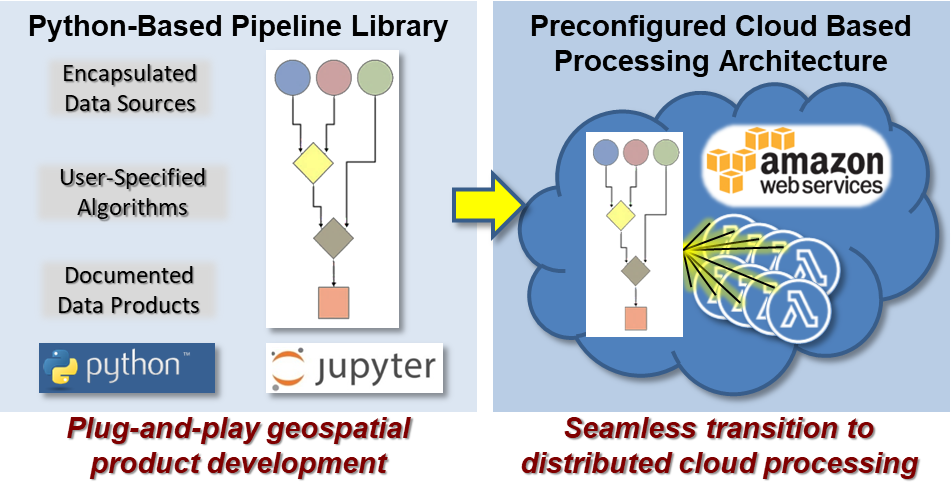 Python-Based Pipeline Library
Encapsulated
Data Sources
User-Specified
Algorithms
Documented
Data Products
python™
jupyter
Plug-and-play geospatial
product development
Preconfigured Cloud Based
Processing Architecture
amazon
web services
λ λ λ λ
λ λ λ λ
Seamless transition to
distributed cloud processing